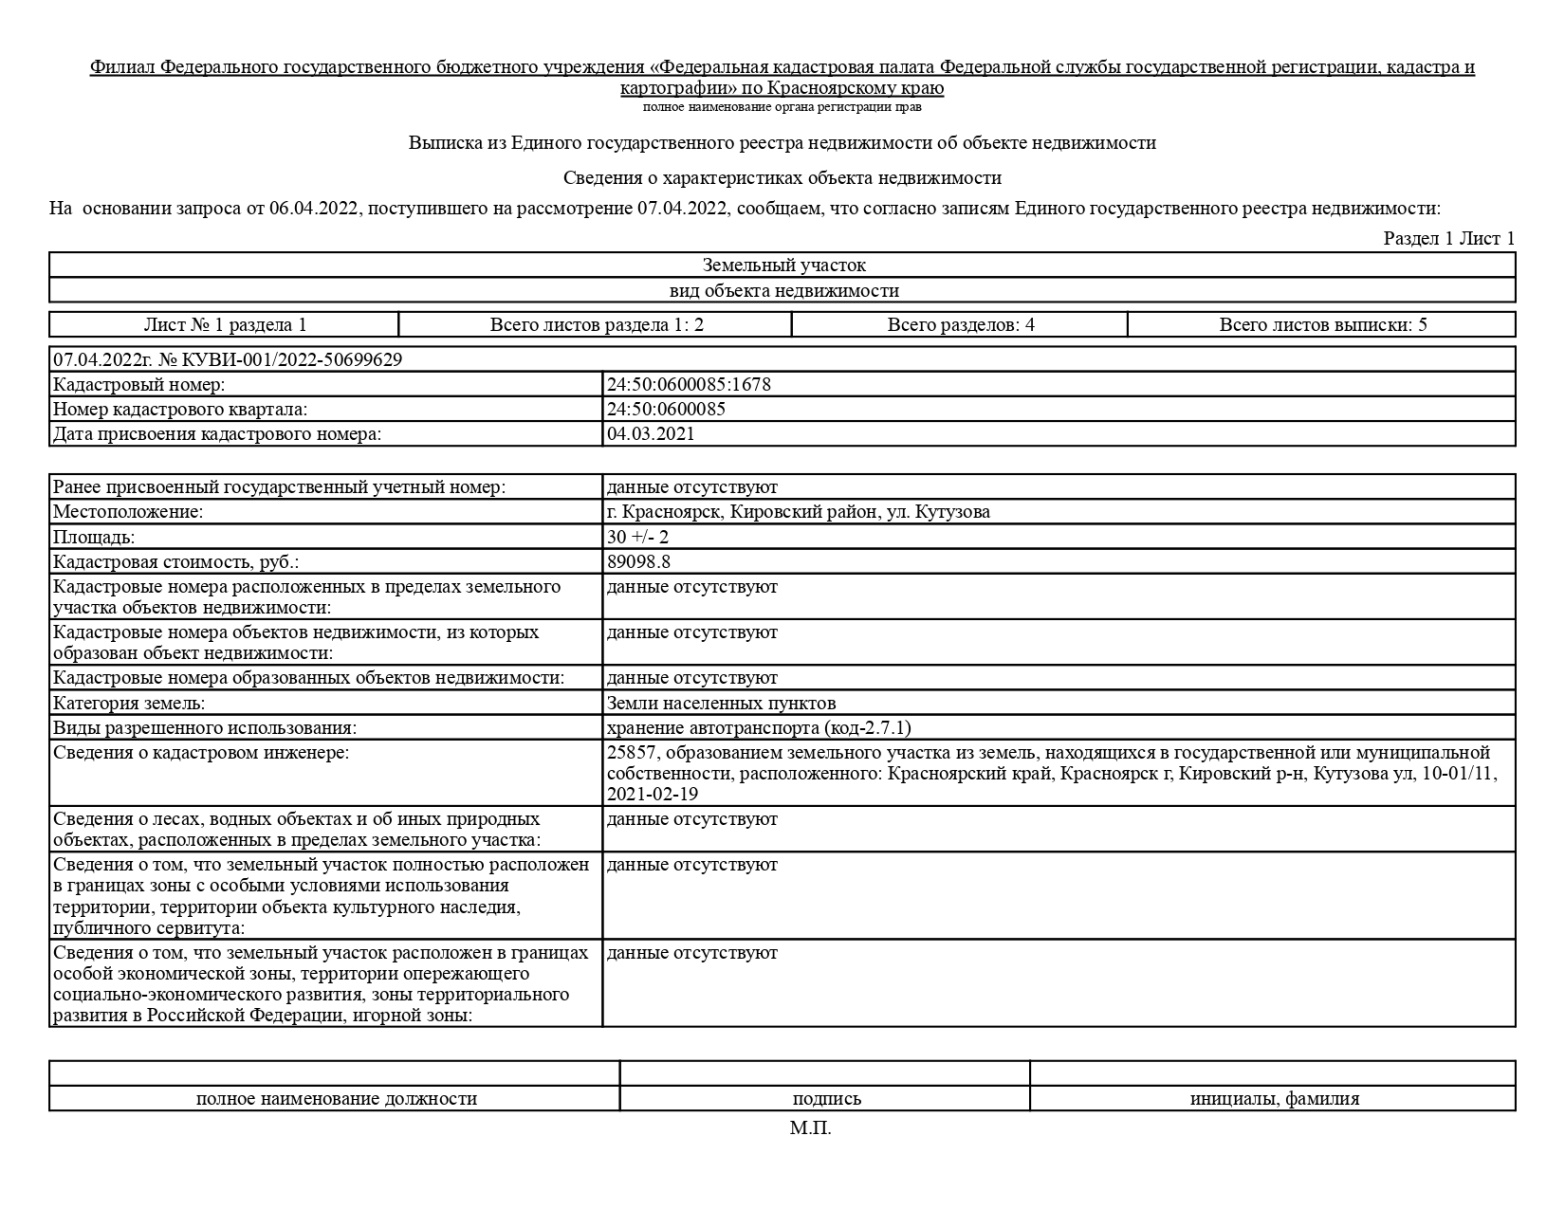 Филиал Федерального государственного бюджетного учреждения «Федеральная кадастровая палата Федеральной службы государственной регистрации, кадастра и
картографии» по Красноярскому краю
полное наименование органа регистрации прав
Выписка из Единого государственного реестра недвижимости об объекте недвижимости
Сведения о характеристиках объекта недвижимости
На основании запроса от 06.04.2022, поступившего на рассмотрение 07.04.2022, сообщаем, что согласно записям Единого государственного реестра недвижимости:
Раздел 1 Лист 1
Земельный участок
вид объекта недвижимости
Лист № 1 раздела 1 Всего листов раздела 1: 2 Всего разделов: 4 Всего листов выписки: 5
07.04.2022г. № КУВИ-001/2022-50699629
Кадастровый номер: 24:50:0600085:1678
Номер кадастрового квартала: 24:50:0600085
Дата присвоения кадастрового номера: 04.03.2021
Ранее присвоенный государственный учетный номер: данные отсутствуют
Местоположение: г. Красноярск, Кировский район, ул. Кутузова
Площадь: 30 +/- 2
Кадастровая стоимость, руб.: 89098.8
Кадастровые номера расположенных в пределах земельного данные отсутствуют
участка объектов недвижимости:
Кадастровые номера объектов недвижимости, из которых данные отсутствуют
образован объект недвижимости:
Кадастровые номера образованных объектов недвижимости: данные отсутствуют
Категория земель: Земли населенных пунктов
Виды разрешенного использования: хранение автотранспорта (код-2.7.1)
Сведения о кадастровом инженере: 25857, образованием земельного участка из земель, находящихся в государственной или муниципальной
собственности, расположенного: Красноярский край, Красноярск г, Кировский р-н, Кутузова ул, 10-01/11,
2021-02-19
Сведения о лесах, водных объектах и об иных природных данные отсутствуют
объектах, расположенных в пределах земельного участка:
Сведения о том, что земельный участок полностью расположен данные отсутствуют
в границах зоны с особыми условиями использования
территории, территории объекта культурного наследия,
публичного сервитута:
Сведения о том, что земельный участок расположен в границах данные отсутствуют
особой экономической зоны, территории опережающего
социально-экономического развития, зоны территориального
развития в Российской Федерации, игорной зоны:
полное наименование должности подпись инициалы, фамилия
М.П.